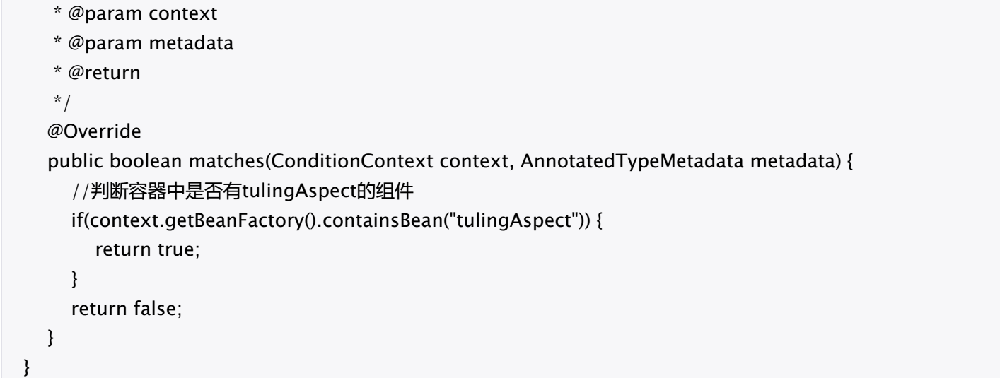 * @param context
* @param metadata
* @return
*/
@Override
public boolean matches(ConditionContext context, AnnotatedTypeMetadata metadata) {
//判断容器中是否有tulingAspect的组件
if(context.getBeanFactory().containsBean("tulingAspect")) {
return true;
}
return false;
}
}